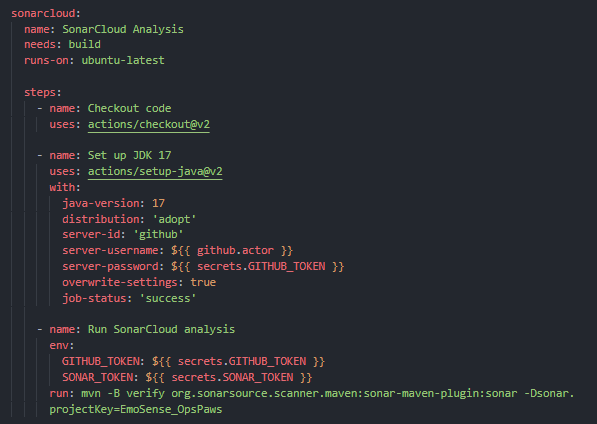 sonarcloud:
name: SonarCloud Analysis
needs: build
runs-on: ubuntu-latest
steps:
- name: Checkout code
uses: actions/checkout@v2
- name: Set up JDK 17
uses: actions/setup-java@v2
with:
java-version: 17
distribution: 'adopt'
server-id: 'github'
server-username: ${{ github.actor }}
server-password: ${{ secrets.GITHUB_TOKEN }}
overwrite-settings: true
job-status: 'success'
- name: Run SonarCloud analysis
env:
GITHUB_TOKEN: ${{ secrets.GITHUB_TOKEN }}
SONAR_TOKEN: ${{ secrets.SONAR_TOKEN }}
run: mvn -B verify org.sonarsource.scanner.maven:sonar-maven-plugin:sonar -Dsonar.
projectKey=EmoSense_OpsPaws